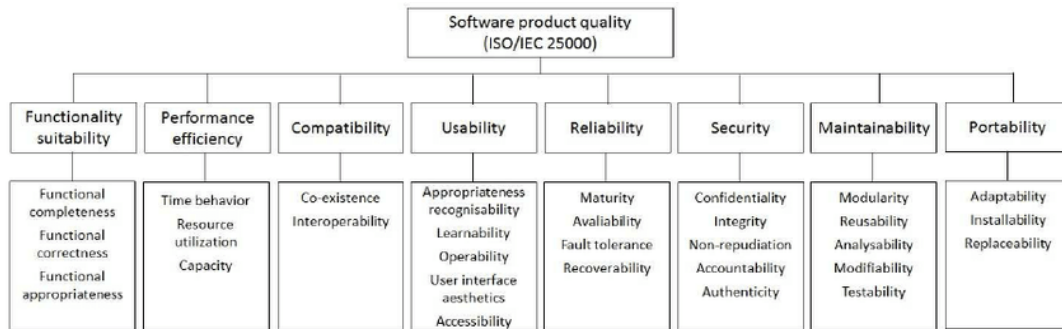 Software product quality
(ISO/IEC 25000)
Functionality
suitability
Performance
efficiency
Compatibility
Usability
Reliability
Security
Maintainability
Portability
Functional
completeness
Functional
correctness
Functional
appropriateness
Time behavior
Resource
utilization
Capacity
Co-existence
Interoperability
Appropriateness
recognisability
Learnability
Operability
User interface
aesthetics
Accessibility
Maturity
Avaliability
Fault tolerance
Recoverability
Confidentiality
Integrity
Non-repudiation
Accountability
Authenticity
Modularity
Reusability
Analysability
Modifiability
Testability
Adaptability
Installability
Replaceability